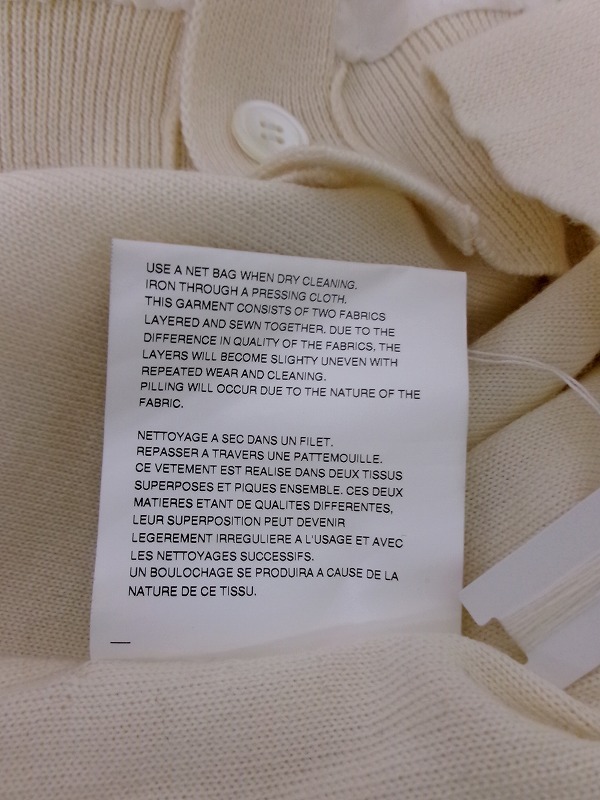 USE A NET BAG WHEN DRY CLEANING.
IRON THROUGH A PRESSING CLOTH.
THIS GARMENT CONSISTS OF TWO FABRICS
LAYERED AND SEWN TOGETHER. DUE TO THE
DIFFERENCE IN QUALITY OF THE FABRICS, THE
LAYERS WILL BECOME SLIGHTY UNEVEN WITH
REPEATED WEAR AND CLEANING.
PILLING WILL OCCUR DUE TO THE NATURE OF THE
FABRIC.
NETTOYAGE A SEC DANS UN FILET.
REPASSER A TRAVERS UNE PATTEMOUILLE.
CE VETEMENT EST REALISE DANS DEUX TISSUS
SUPERPOSES ET PIQUES ENSEMBLE. CES DEUX
MATIERES ETANT DE QUALITES DIFFERENTES,
LEUR SUPERPOSITION PEUT DEVENIR
LEGEREMENT IRREGULIERE A L'USAGE ET AVEC
LES NETTOYAGES SUCCESSIFS.
UN BOULOCHAGE SE PRODUIRA A CAUSE DE LA
NATURE DE CE TISSU.